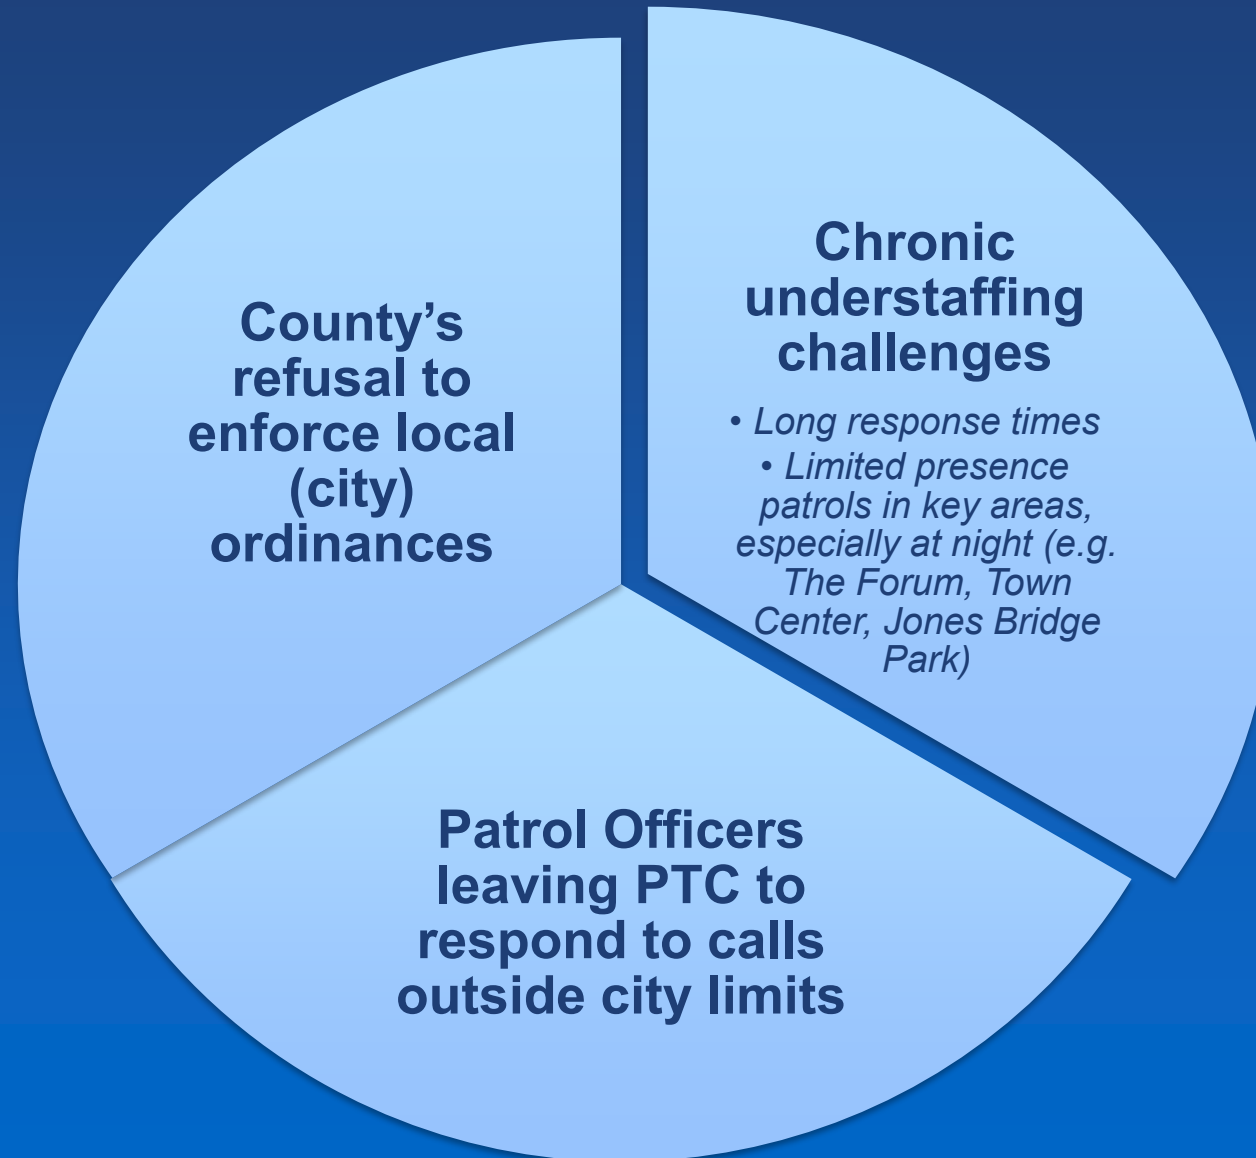 Chronic
understaffing
challenges
• Long response times
• Limited presence
patrols in key areas,
especially at night (e.g.
The Forum, Town
Center, Jones Bridge
Park)
Patrol Officers
leaving PTC to
respond to calls
outside city limits
County’s
refusal to
enforce local
(city)
ordinances